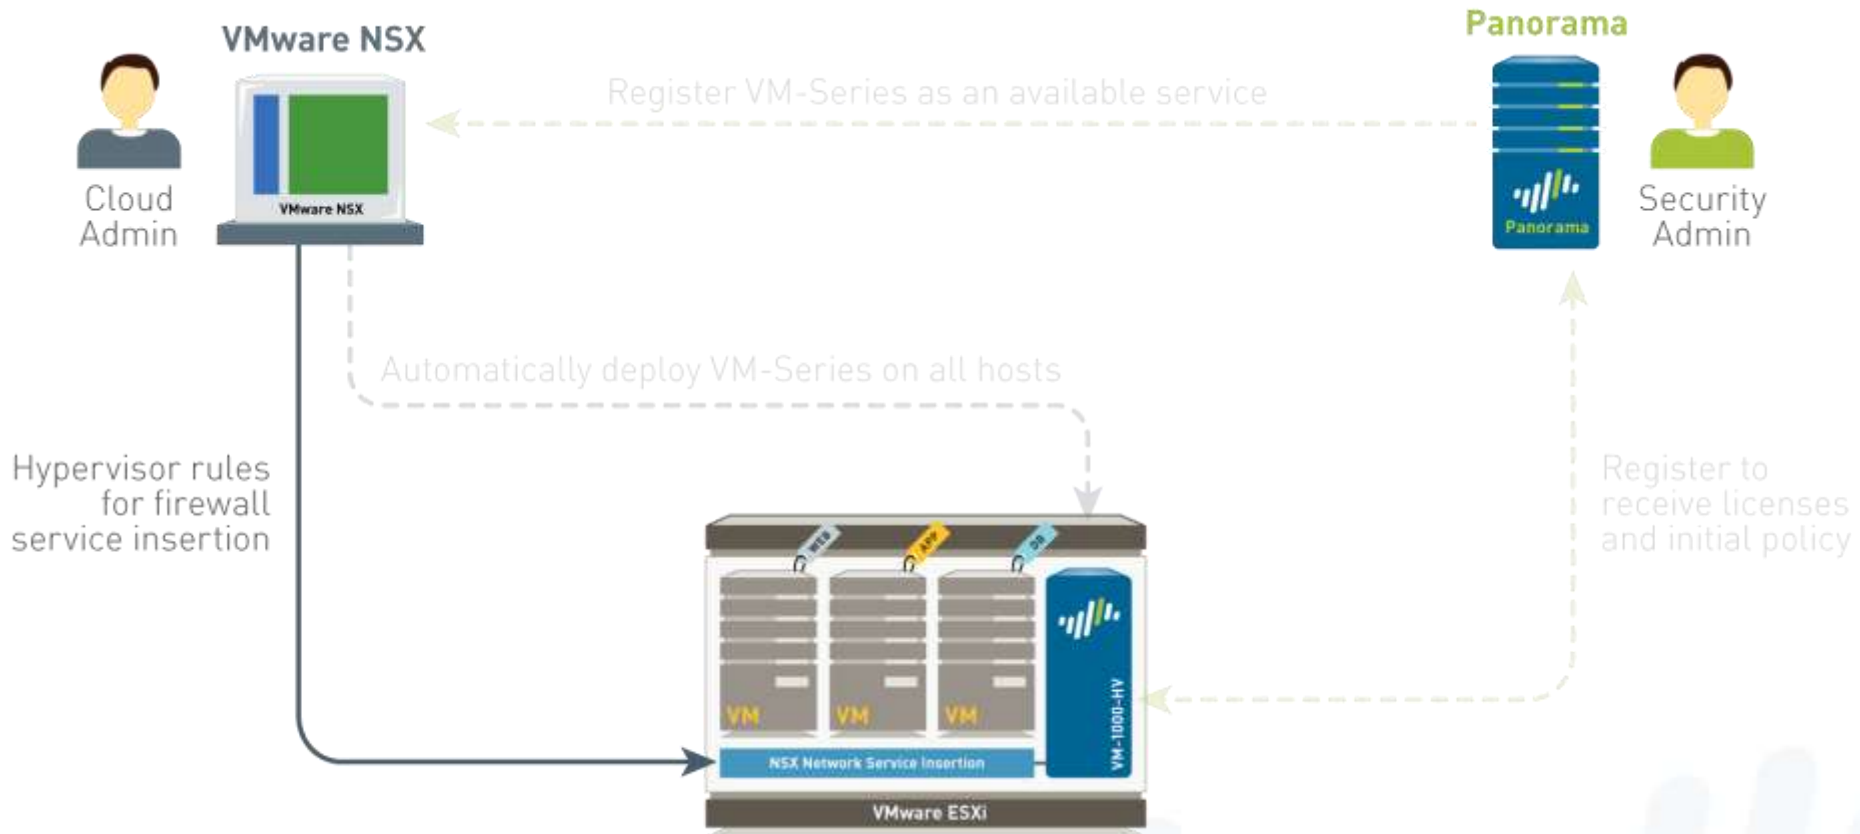 VMware NSX
Panorama
Register VM-Series as an available service
VMware NSX
Cloud
Admin
Panorama
Security
Admin
Automatically deploy VM-Series on all hosts
Hypervisor rules
for firewall
service insertion
Register to
receive licenses
and initial policy
WEB
APP
DB
VM
VM
VM
VM-1000-HV
NSX Network Service Insertion
VMware ESXi